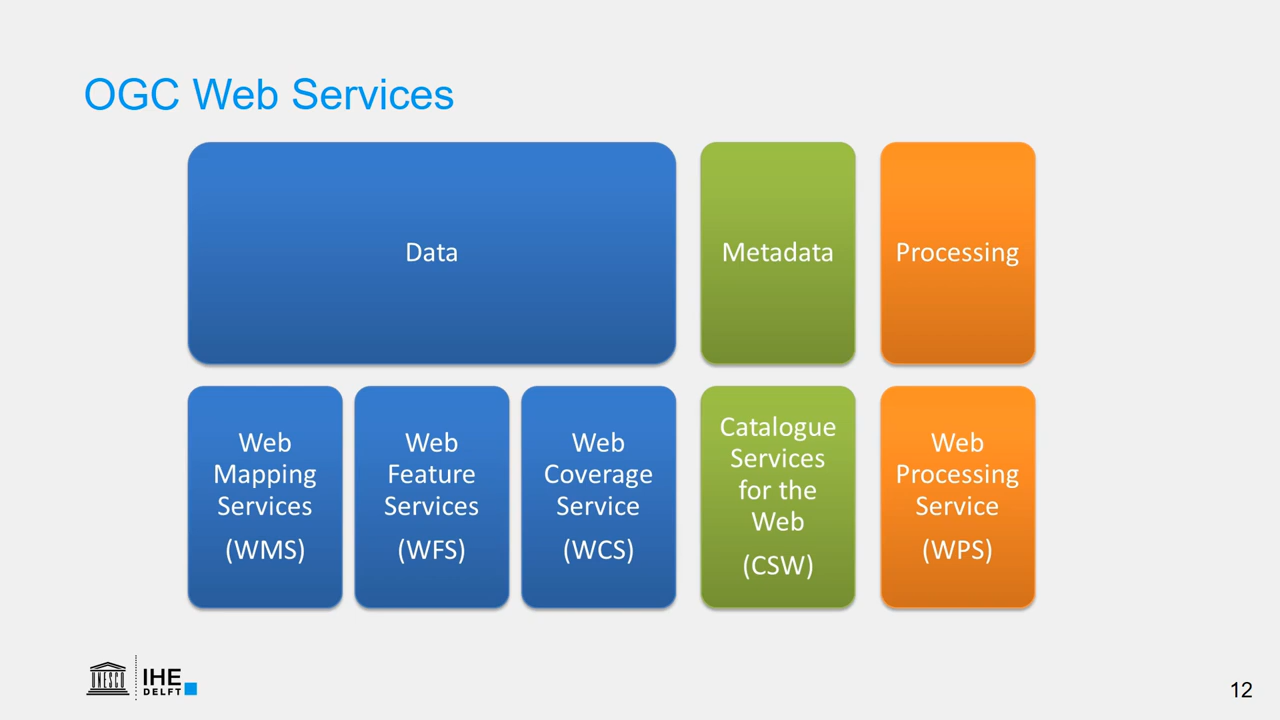 OGC Web Services
Data
Metadata
Processing
Web
Mapping
Services
(WMS)
Web
Feature
Services
(WFS)
Web
Coverage
Service
(WCS)
Catalogue
Services
for the
Web
(CSW)
Web
Processing
Service
(WPS)
UNESCO
IHE
DELFT
12